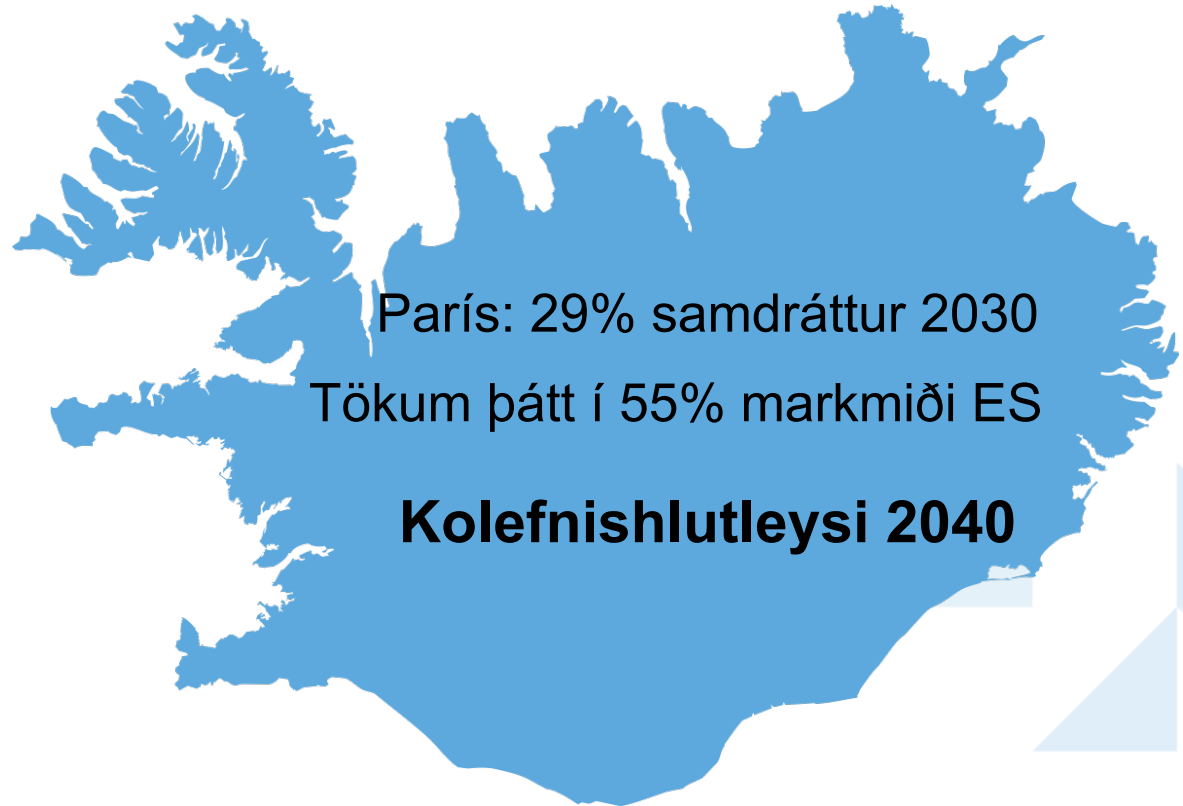 París: 29% samdráttur 2030
Tökum þátt í 55% markmiði ES
Kolefnishlutleysi 2040